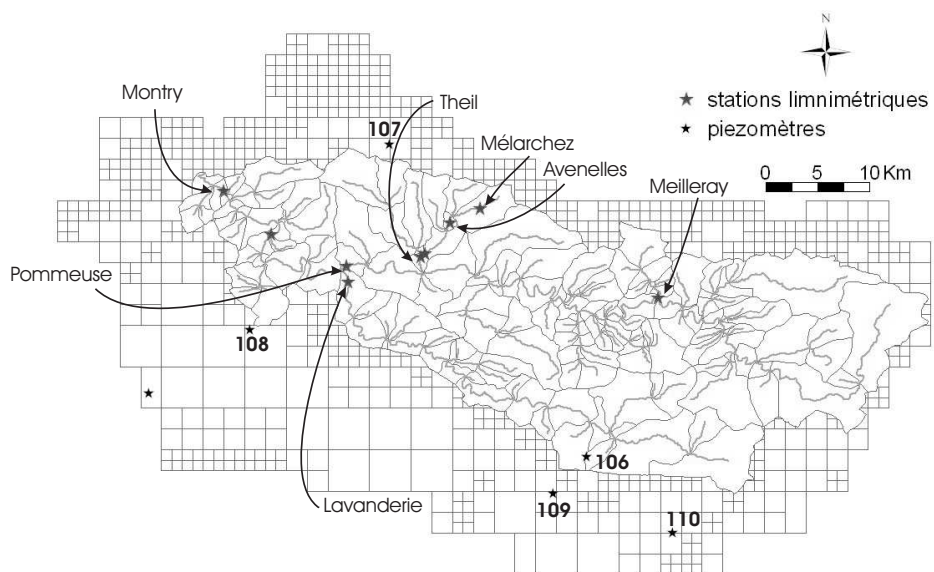 N
Montry
Theil
stations limnimétriques
107
piezomètres
Mélarchez
Avenelles
0 5 10 Km
Meilleray
Pommeuse
108
106
Lavanderie
109
110